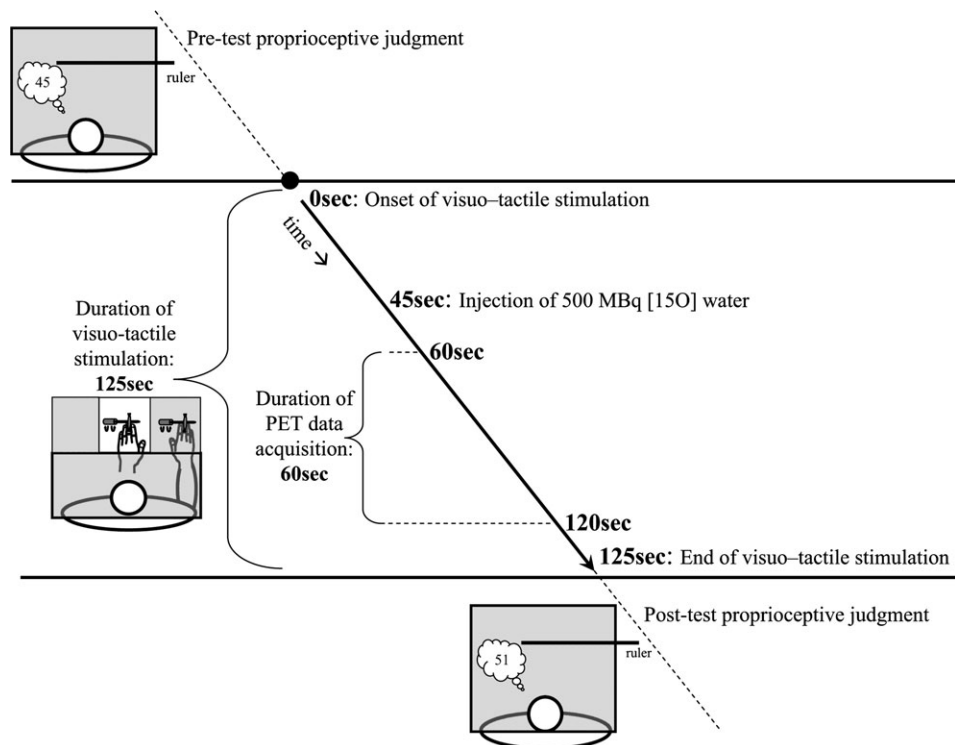 Pre-test proprioceptive judgment
45
ruler
0sec: Onset of visuo–tactile stimulation
time
45sec: Injection of 500 MBq [15O] water
Duration of
visuo-tactile
stimulation:
125sec
60sec
Duration of
PET data
acquisition:
60sec
120sec
125sec: End of visuo–tactile stimulation
Post-test proprioceptive judgment
51
ruler